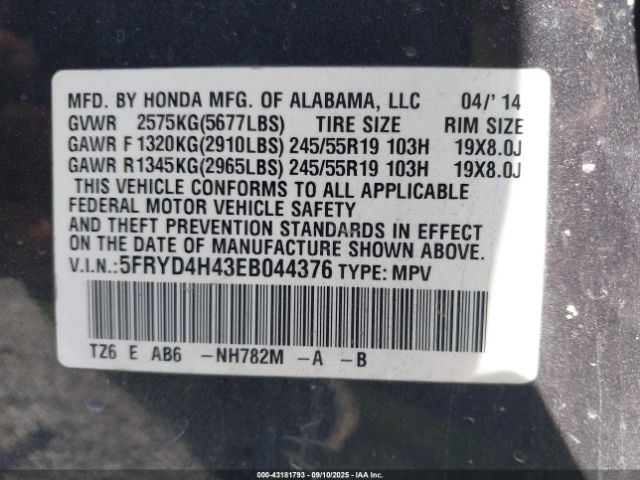 MFD. BY HONDA MFG. OF ALABAMA, LLC 04/'14
GVWR 2575KG(5677LBS) TIRE SIZE RIM SIZE
GAWR F 1320KG(2910LBS) 245/55R19 103H 19X8.0J
GAWR R 1345KG(2965LBS) 245/55R19 103H 19X8.0J
THIS VEHICLE CONFORMS TO ALL APPLICABLE
FEDERAL MOTOR VEHICLE SAFETY
AND THEFT PREVENTION STANDARDS IN EFFECT
ON THE DATE OF MANUFACTURE SHOWN ABOVE.
V.I.N.:5FRYD4H43EB044376 TYPE: MPV
TZ6 E AB6 -NH782M -A -B
000-43181793 - 09/10/2025 - IAA Inc.